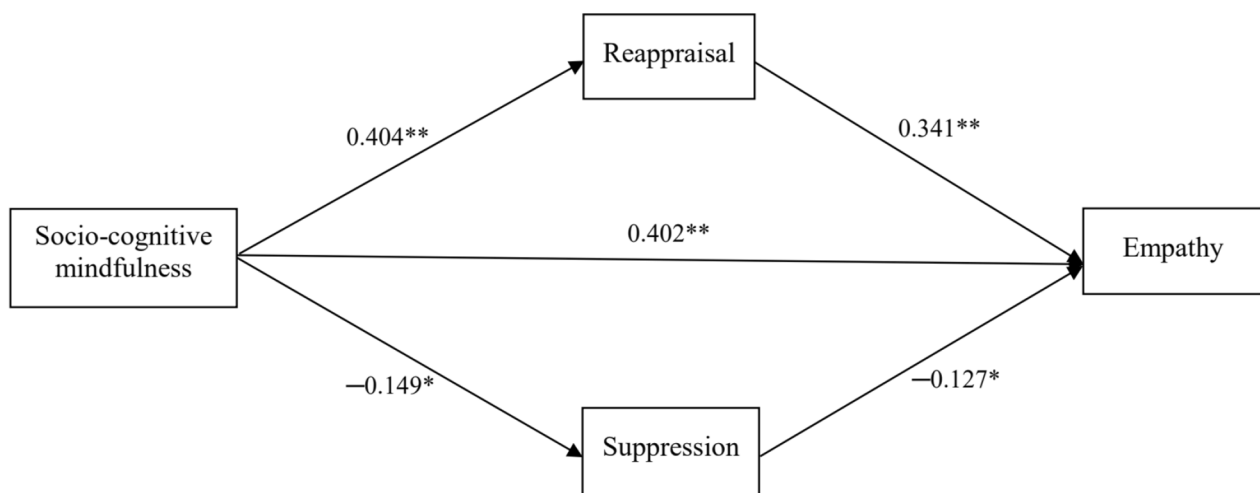 Reappraisal
0.404**
0.341**
Socio-cognitive
mindfulness
0.402**
Empathy
—0.149*
—0.127*
Suppression